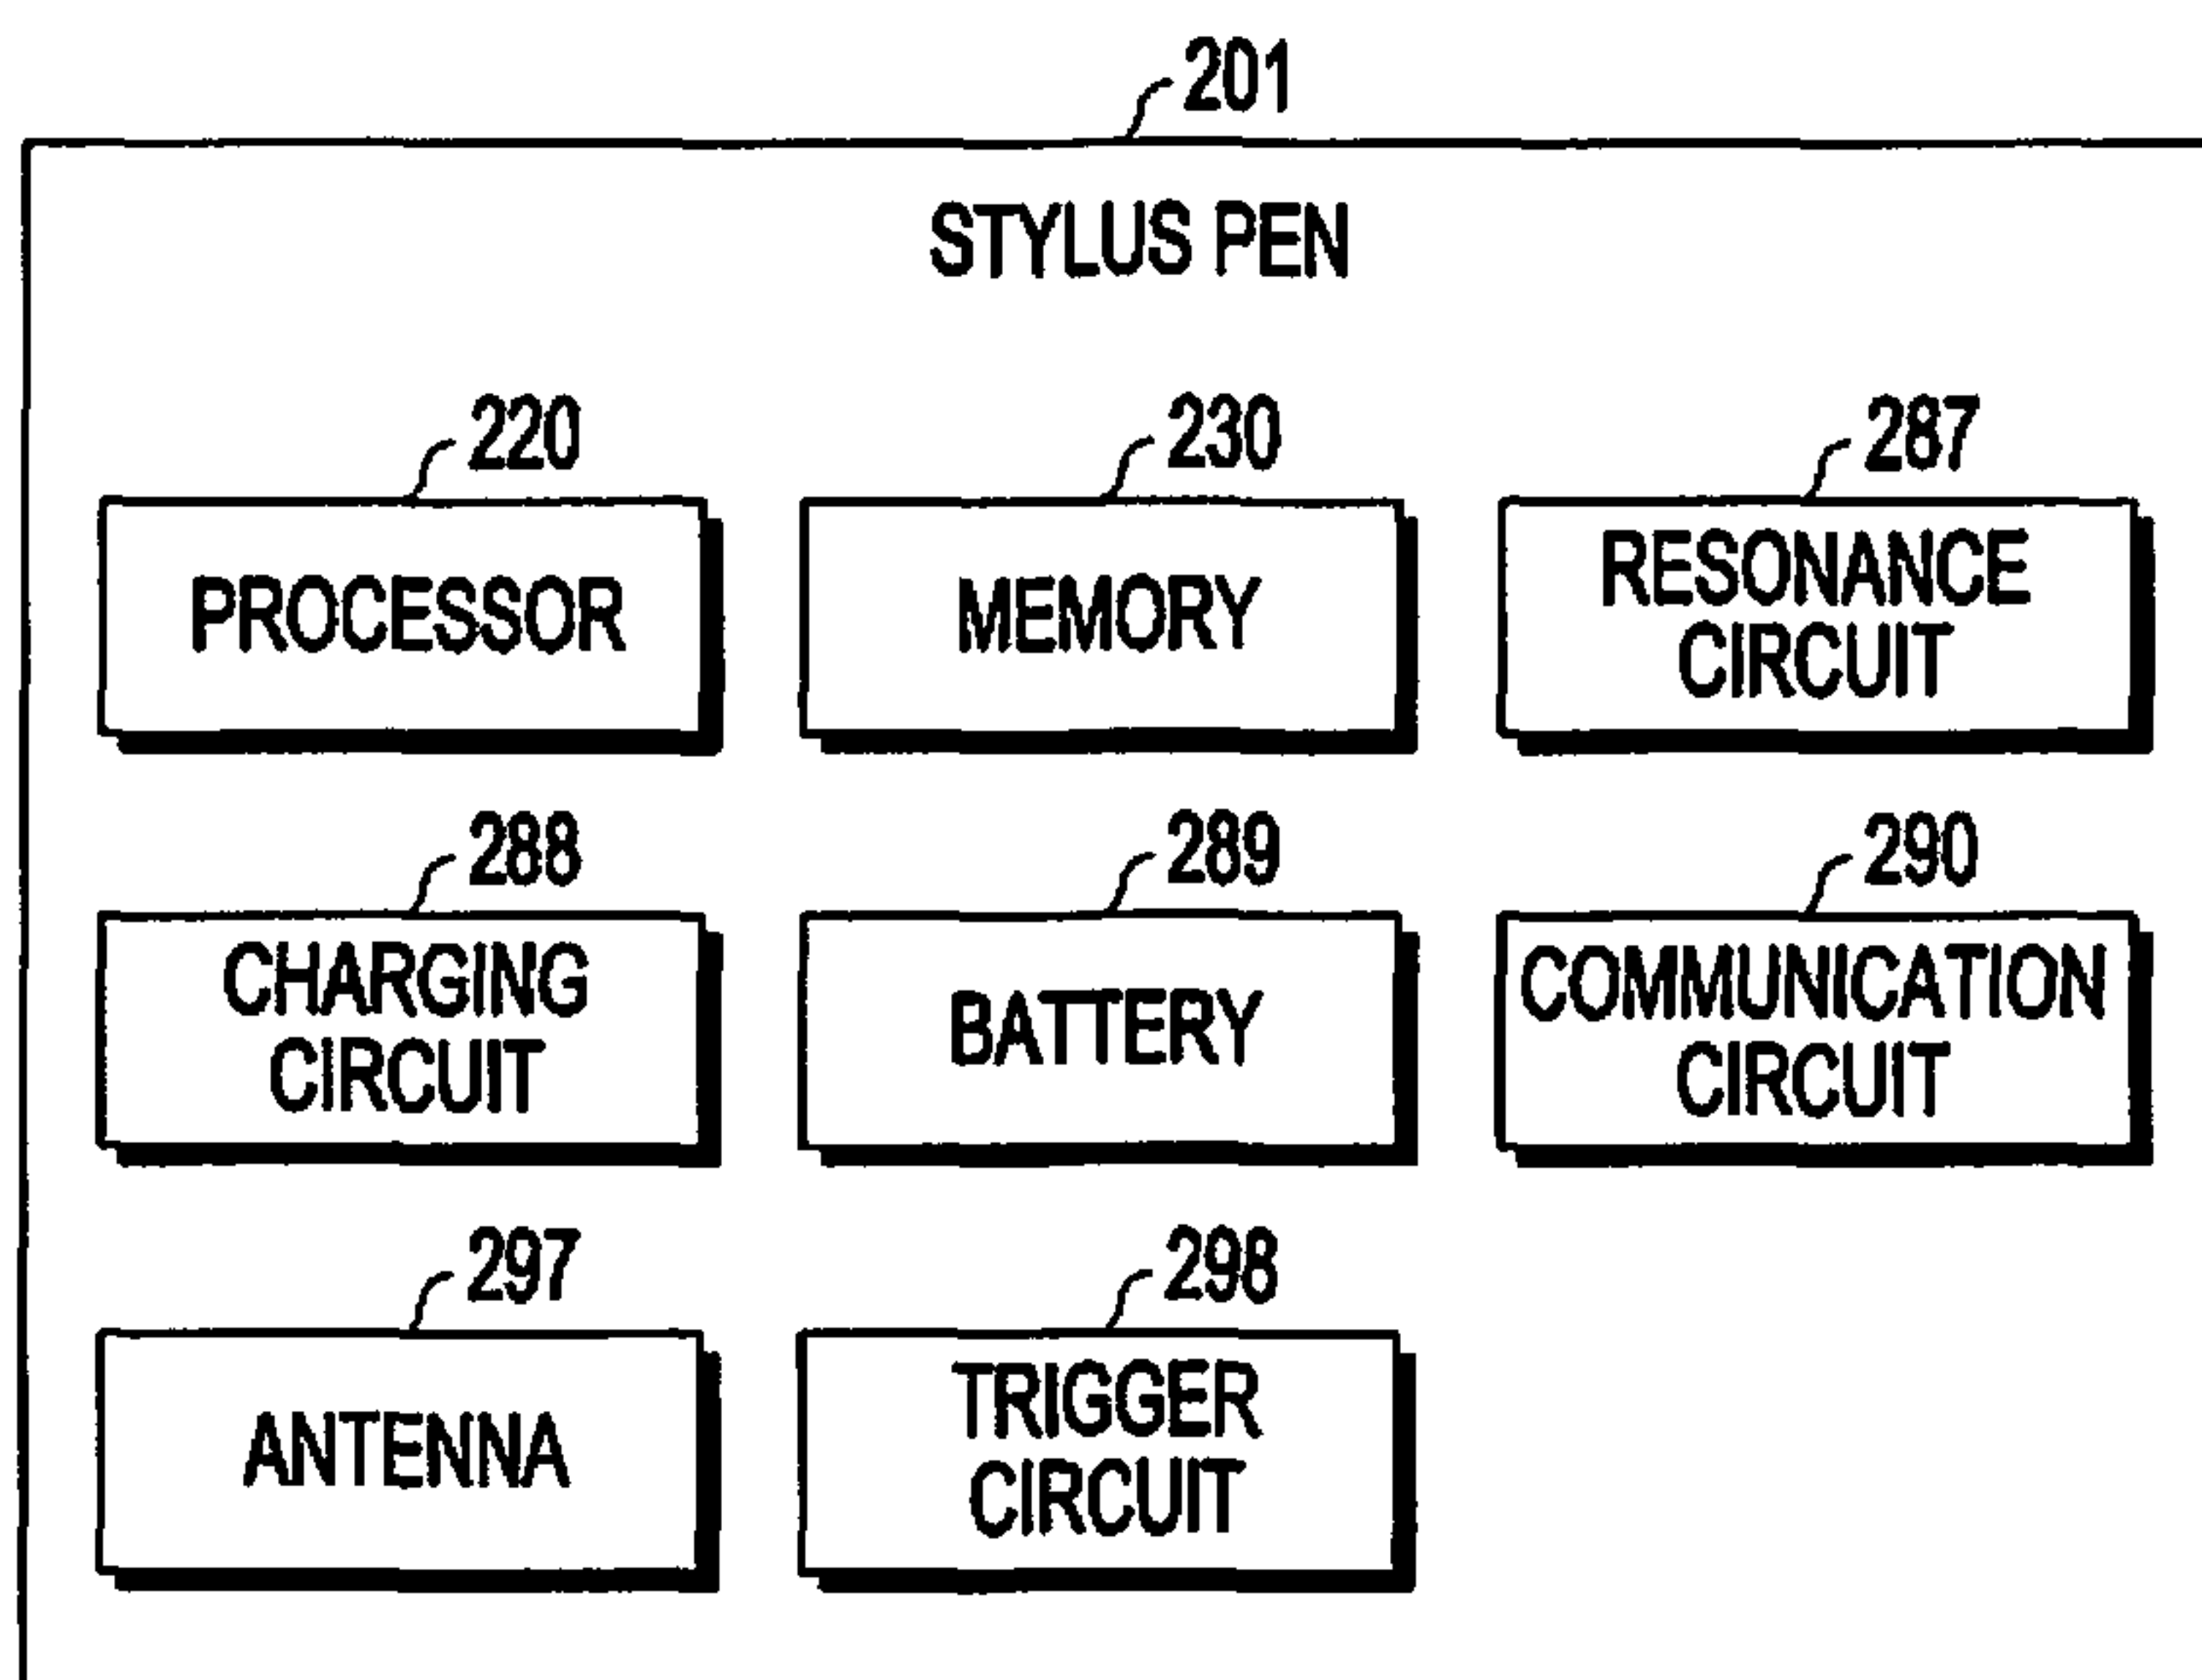 201
STYLUS PEN
220
230
287
PROCESSOR
MEMORY
RESONANCE
CIRCUIT
288
289
290
CHARGING
CIRCUIT
BATTERY
COMMUNICATION
CIRCUIT
297
298
ANTENNA
TRIGGER
CIRCUIT